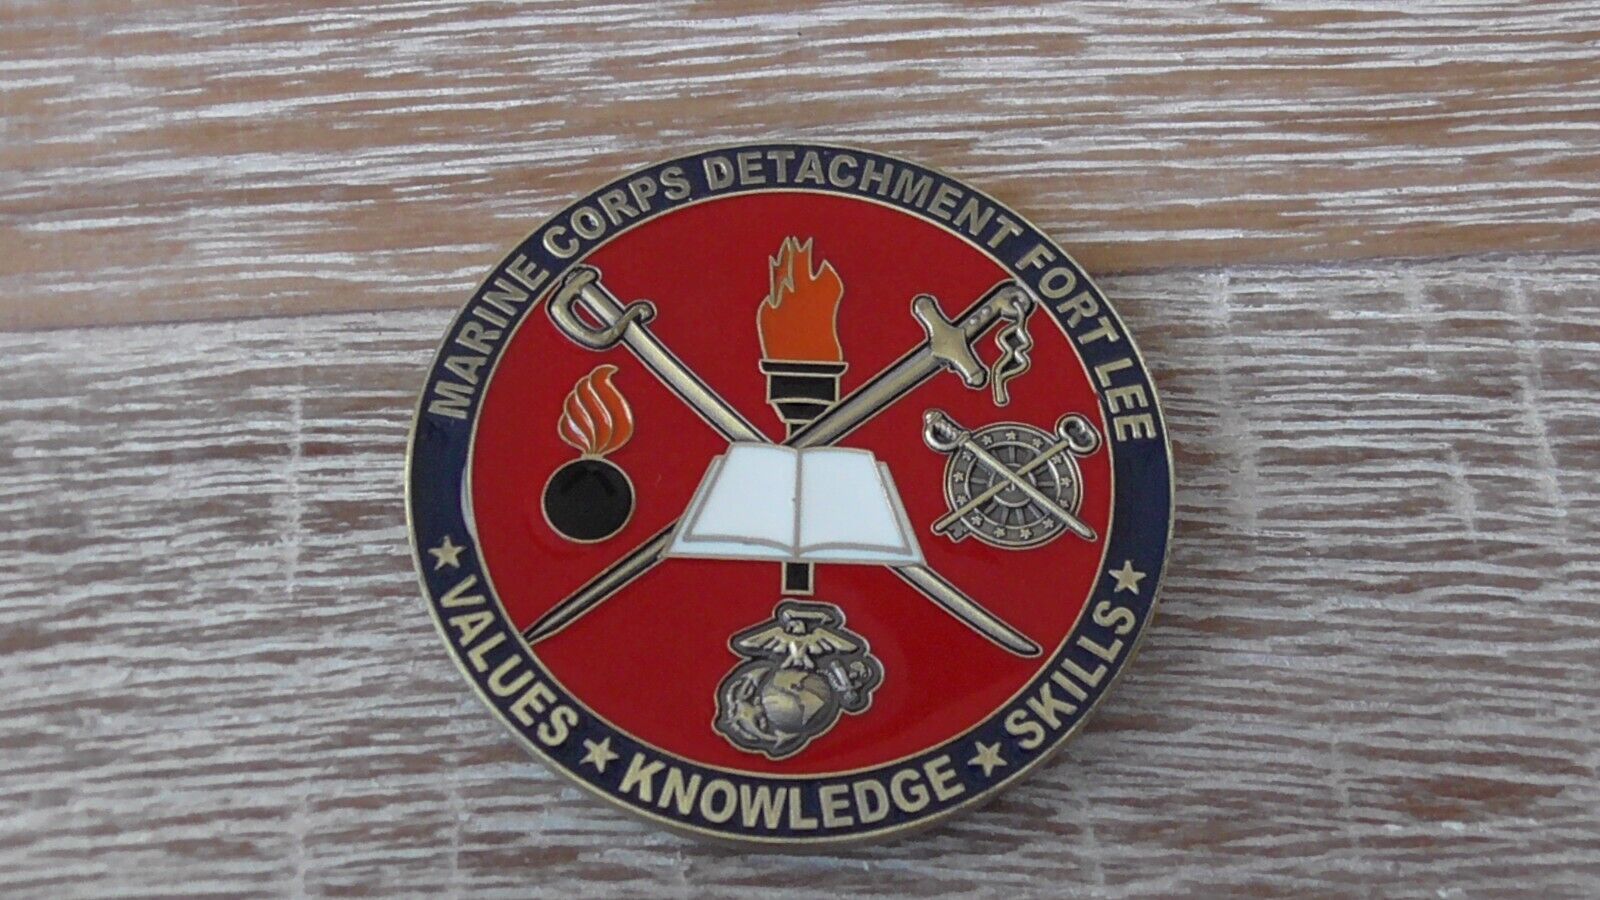 MARINE CORPS DETACHMENT FORT LEE
★ VALUES ★ KNOWLEDGE ★ SKILLS ★